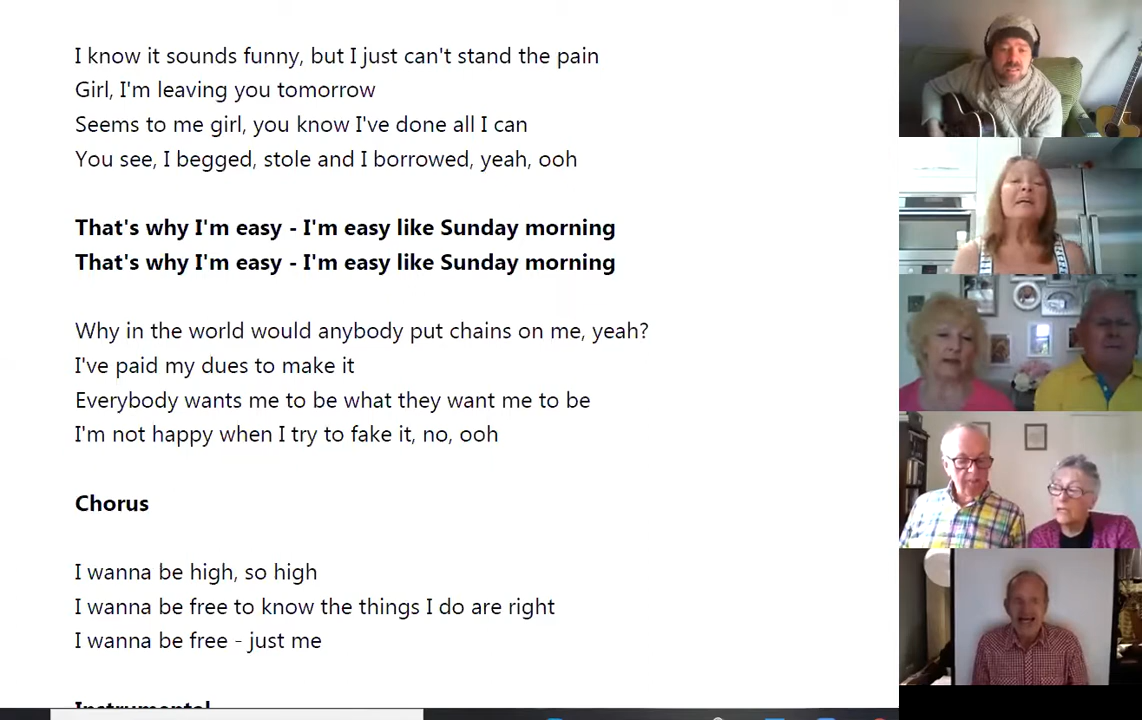 I know it sounds funny, but I just can't stand the pain
Girl, I'm leaving you tomorrow
Seems to me girl, you know I've done all I can
You see, I begged, stole and I borrowed, yeah, ooh
That's why I'm easy - I'm easy like Sunday morning
That's why I'm easy - I'm easy like Sunday morning
Why in the world would anybody put chains on me, yeah?
I've paid my dues to make it
Everybody wants me to be what they want me to be
I'm not happy when I try to fake it, no, ooh
Chorus
I wanna be high, so high
I wanna be free to know the things I do are right
I wanna be free - just me
Instrumental